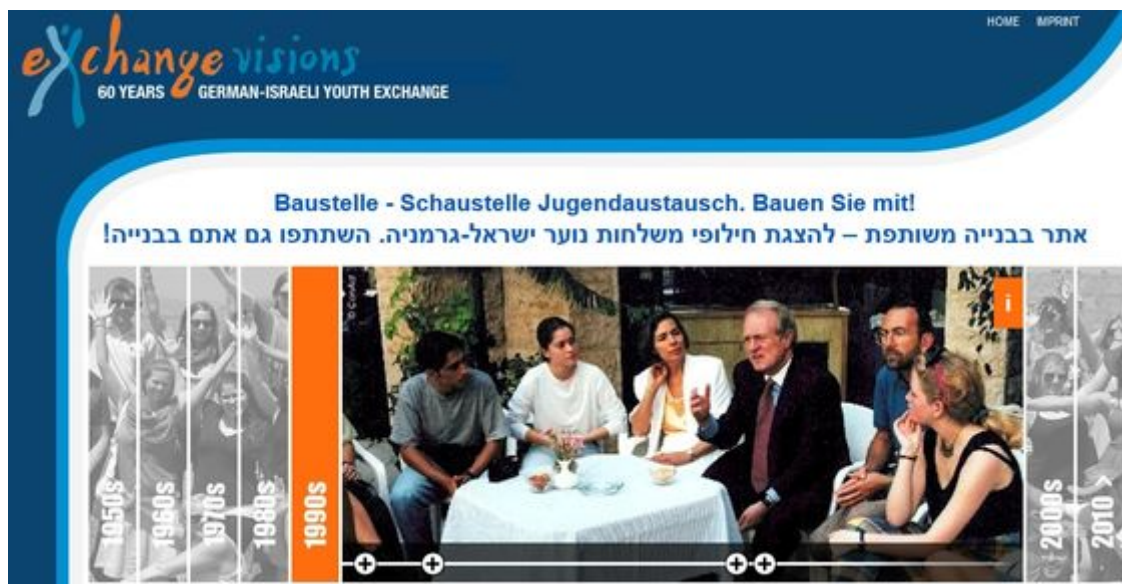 HOME IMPRINT
eXchange visions
60 YEARS GERMAN-ISRAELI YOUTH EXCHANGE
Baustelle - Schaustelle Jugendaustausch. Bauen Sie mit!
אתר בבנייה משותפת – להצגת חילופי משלחות נוער ישראל-גרמניה. השתתפו גם אתם בבנייה!
© ConAct
i
1950s
1960s
1970s
1980s
1990s
2000s
2010 >